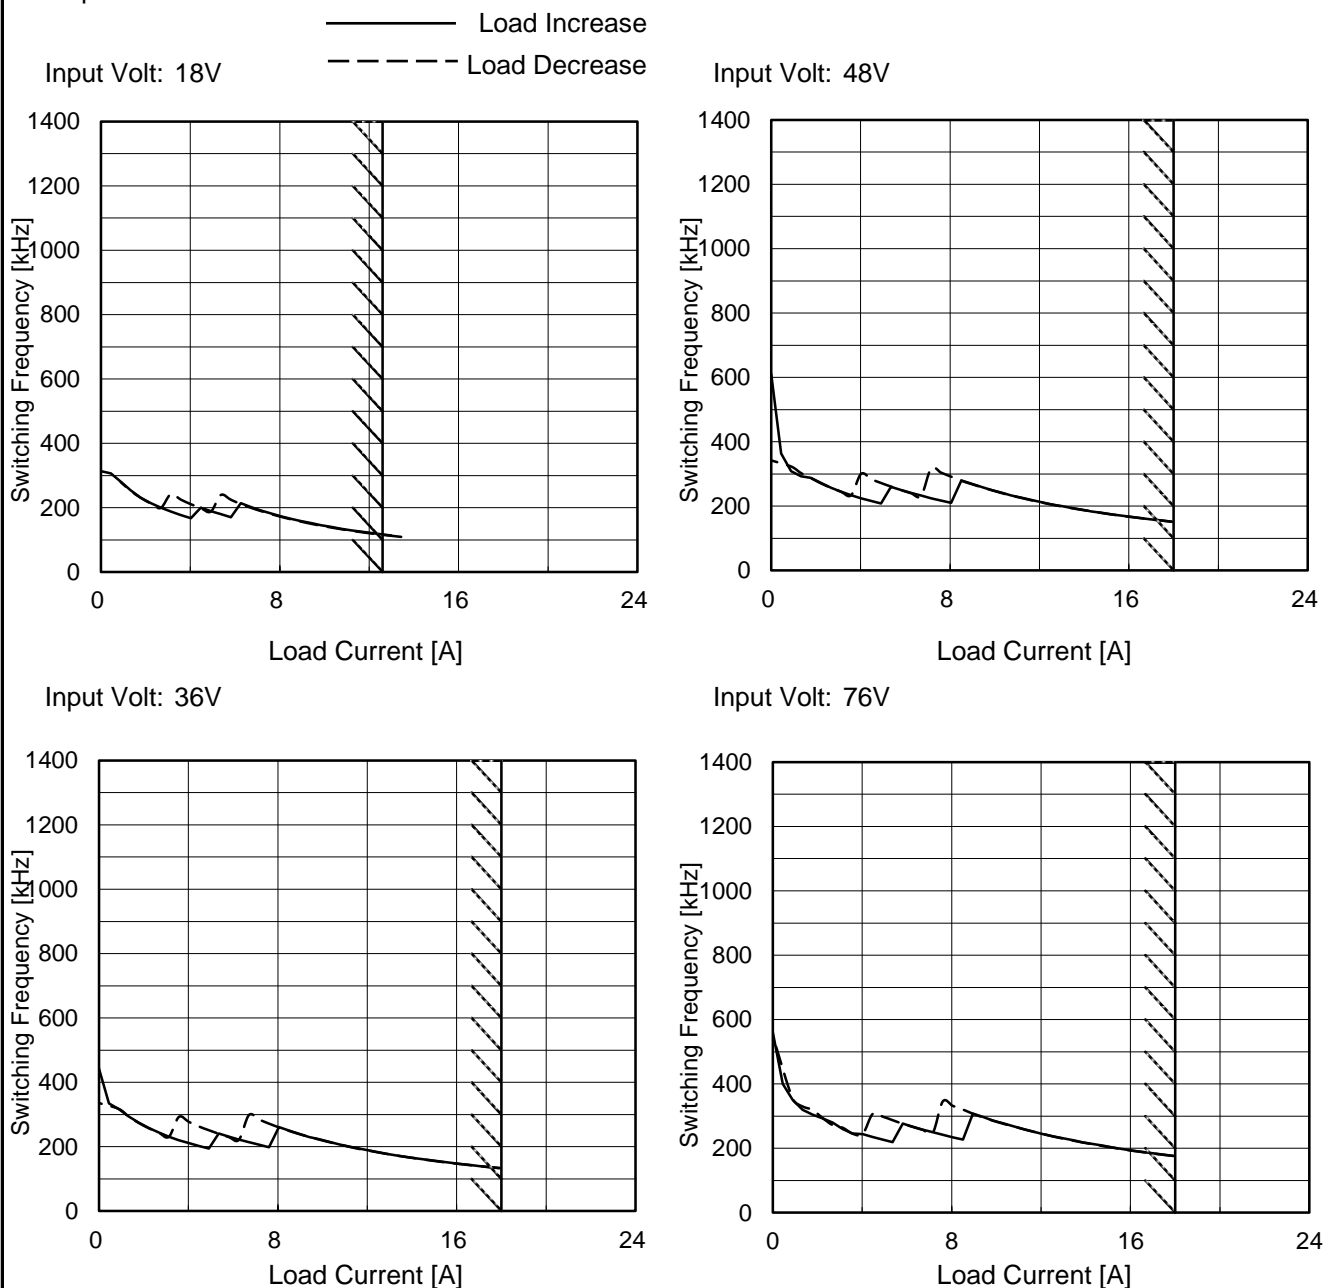 Load Increase
Load Decrease
Input Volt: 18V
1400
1200
1000
800
600
400
200
0
0 8 16 24
Switching Frequency [kHz]
Load Current [A]
Input Volt: 48V
1400
1200
1000
800
600
400
200
0
0 8 16 24
Switching Frequency [kHz]
Load Current [A]
Input Volt: 36V
1400
1200
1000
800
600
400
200
0
0 8 16 24
Switching Frequency [kHz]
Load Current [A]
Input Volt: 76V
1400
1200
1000
800
600
400
200
0
0 8 16 24
Switching Frequency [kHz]
Load Current [A]